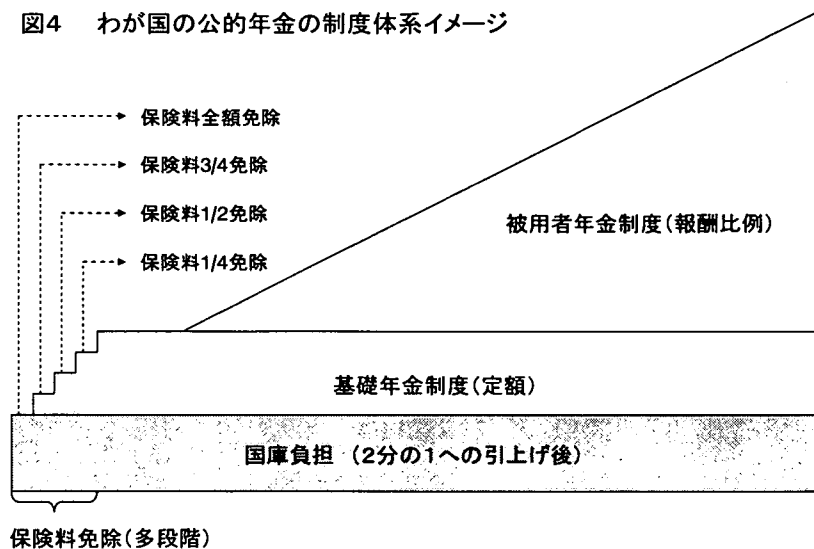 図4 わが国の公的年金の制度体系イメージ
保険料全額免除
保険料3/4免除
保険料1/2免除
保険料1/4免除
被用者年金制度(報酬比例)
基礎年金制度(定額)
国庫負担 (2分の1への引上げ後)
保険料免除(多段階)